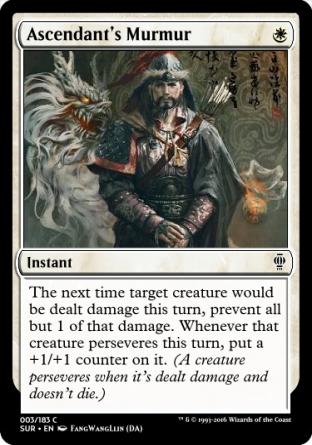 Ascendant's Murmur
Instant
The next time target creature would
be dealt damage this turn, prevent all
but 1 of that damage. Whenever that
creature perseveres this turn, put a
+1/+1 counter on it. (A creature
perseveres when it's dealt damage and
doesn't die.)
003/183 C
SUR • EN FangWangLlin (DA)
™ & © 1993-2016 Wizards of the Coast